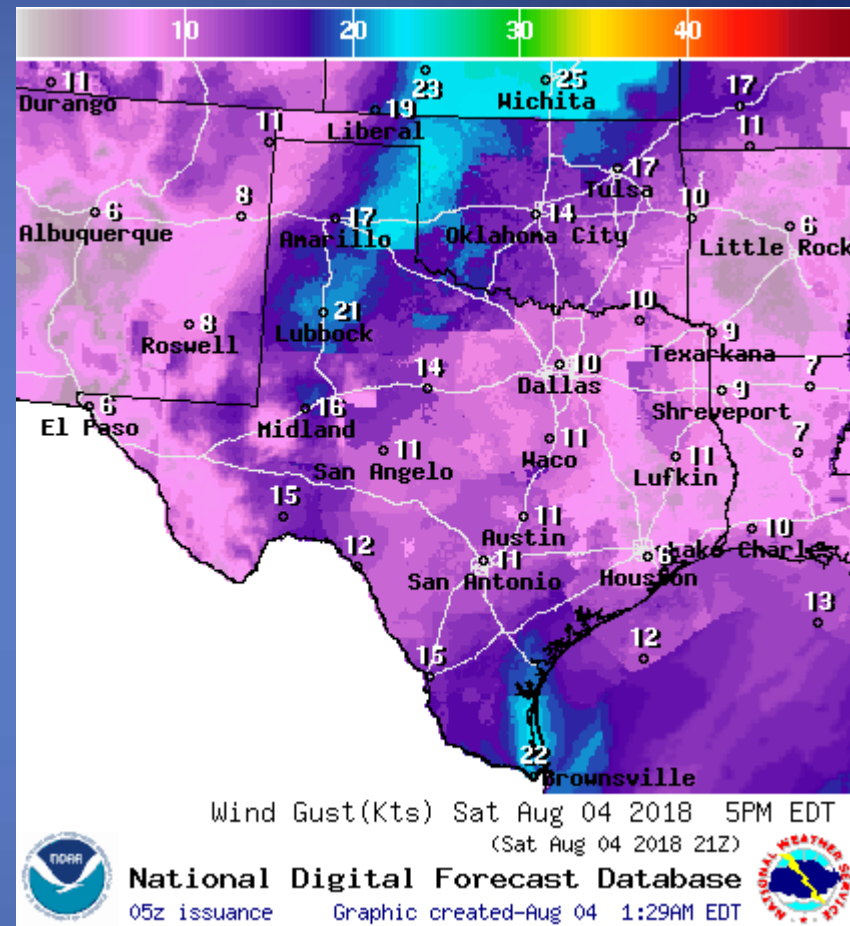 10 20 30 40
11 Durango
23
25 Wichita
17
19 Liberal
11
11
17 Tulsa
6 Albuquerque
8
17 Amarillo
14 Oklahoma City
10
6 Little Rock
8 Roswell
21 Lubbock
10
9 Texarkana
14
10 Dallas
9 Shreveport
7
6 El Paso
16 Midland
11 San Angelo
11 Waco
11 Lufkin
7
15
11 Austin
10 Lake Charles
12
11 San Antonio
6 Houston
13
12
15
22 Brownsville
Wind Gust(Kts) Sat Aug 04 2018 5PM EDT
(Sat Aug 04 2018 21Z)
National Digital Forecast Database
05z issuance Graphic created-Aug 04 1:29AM EDT
NOAA
NATIONAL WEATHER SERVICE